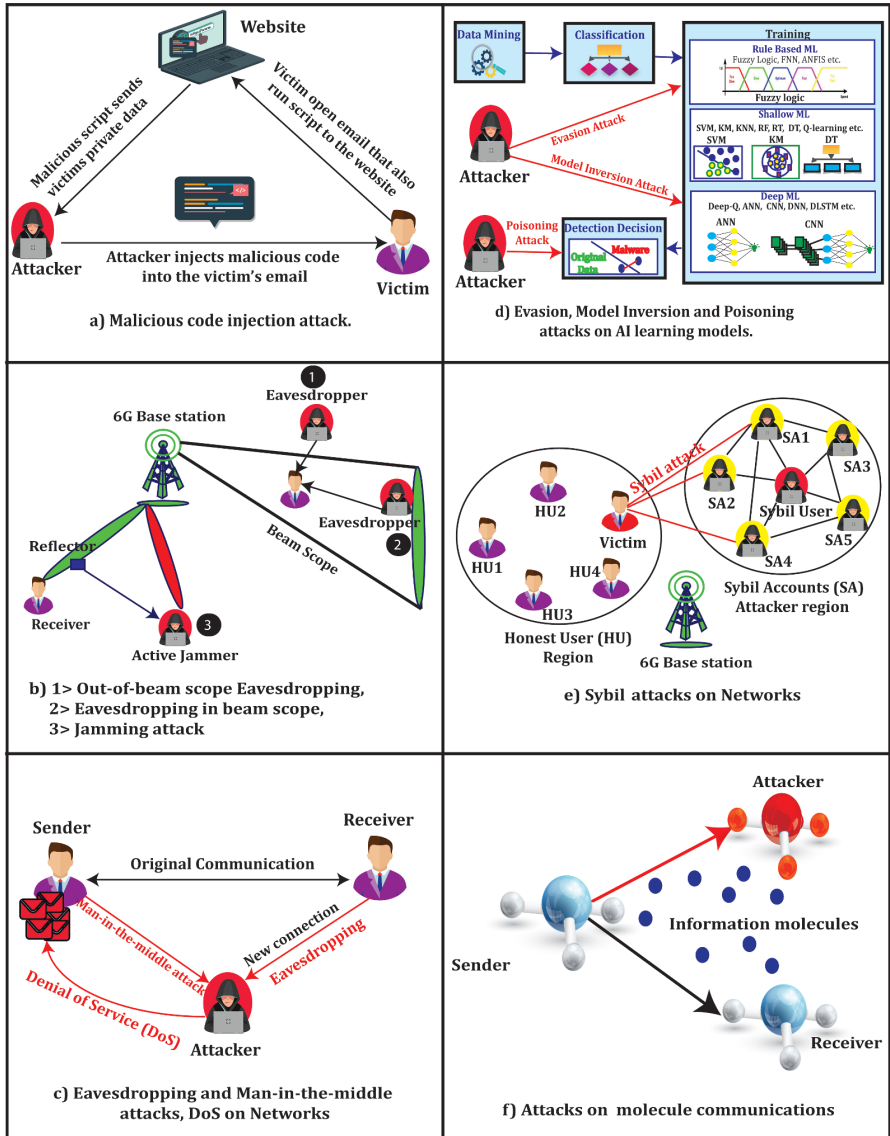 Website
Malicious script sends
victims private data
Victim open email that also
run script to the website
</>
Attacker
Attacker injects malicious code
into the victim's email
Victim
a) Malicious code injection attack.
Data Mining
Classification
Training
Rule Based ML
Fuzzy Logic, FNN, ANFIS etc.
Fuzzy logic
Speed
Shallow ML
SVM, KM, KNN, RF, RT, DT, Q-learning etc.
SVM
KM
DT
Deep ML
Deep-Q, ANN, CNN, DNN, DLSTM etc.
ANN
CNN
Attacker
Evasion Attack
Model Inversion Attack
Poisoning
Attack
Attacker
Detection Decision
Original
Data
Malware
d) Evasion, Model Inversion and Poisoning
attacks on AI learning models.
1
Eavesdropper
6G Base station
Eavesdropper
2
Beam Scope
Reflector
Receiver
3
Active Jammer
b) 1> Out-of-beam scope Eavesdropping,
2> Eavesdropping in beam scope,
3> Jamming attack
Sybil attack
SA1
SA3
SA2
Sybil User
SA4
SA5
HU2
Victim
HU1
HU4
HU3
Sybil Accounts (SA)
Attacker region
Honest User (HU)
Region
6G Base station
e) Sybil attacks on Networks
Sender
Receiver
Original Communication
Man-in-the-middle attack
New connection
Eavesdropping
Denial of Service (DoS)
Attacker
c) Eavesdropping and Man-in-the-middle
attacks, DoS on Networks
Attacker
Information molecules
Sender
Receiver
f) Attacks on molecule communications